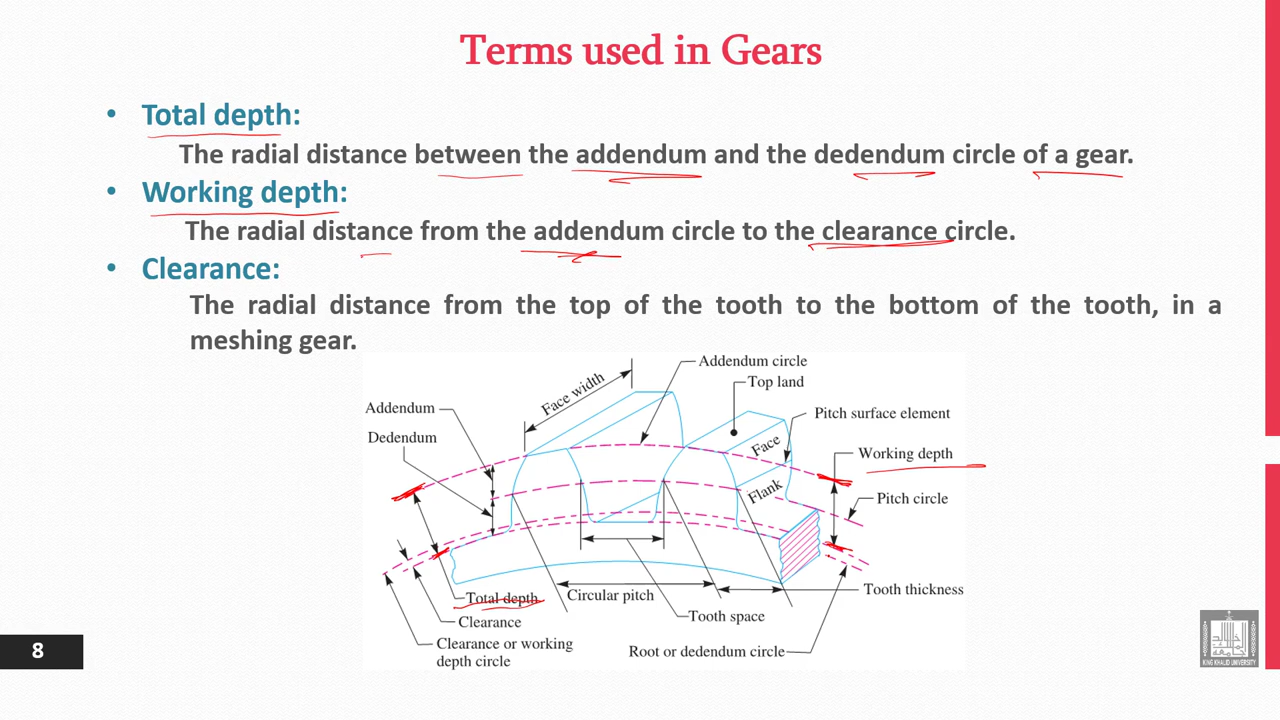 Terms used in Gears
• Total depth:
The radial distance between the addendum and the dedendum circle of a gear.
• Working depth:
The radial distance from the addendum circle to the clearance circle.
• Clearance:
The radial distance from the top of the tooth to the bottom of the tooth, in a
meshing gear.
Addendum circle
Top land
Face width
Addendum
Pitch surface element
Dedendum
Face
Working depth
Flank
Pitch circle
Tooth thickness
Total depth
Circular pitch
Tooth space
Clearance
Clearance or working
depth circle
Root or dedendum circle
8
KING KHALID UNIVERSITY